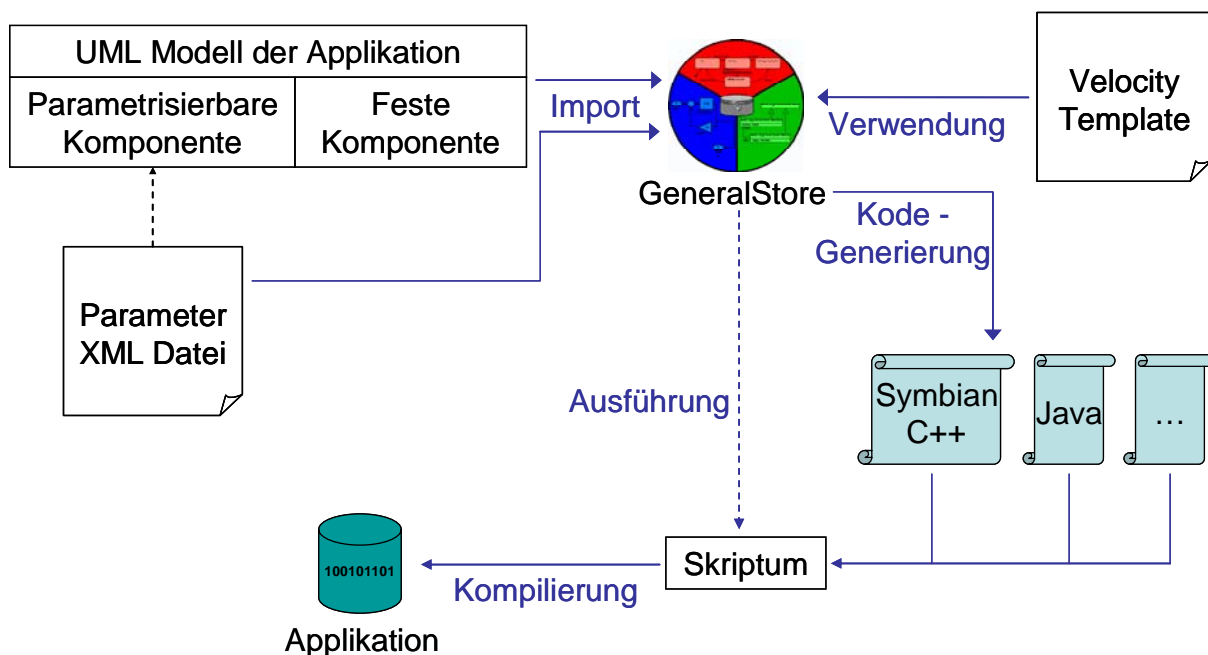 UML Modell der Applikation
Parametrisierbare
Komponente
Feste
Komponente
Import
Verwendung
Velocity
Template
GeneralStore
Kode -
Generierung
Parameter
XML Datei
Ausführung
Symbian
C++
Java
...
Skriptum
Kompilierung
100101101
Applikation